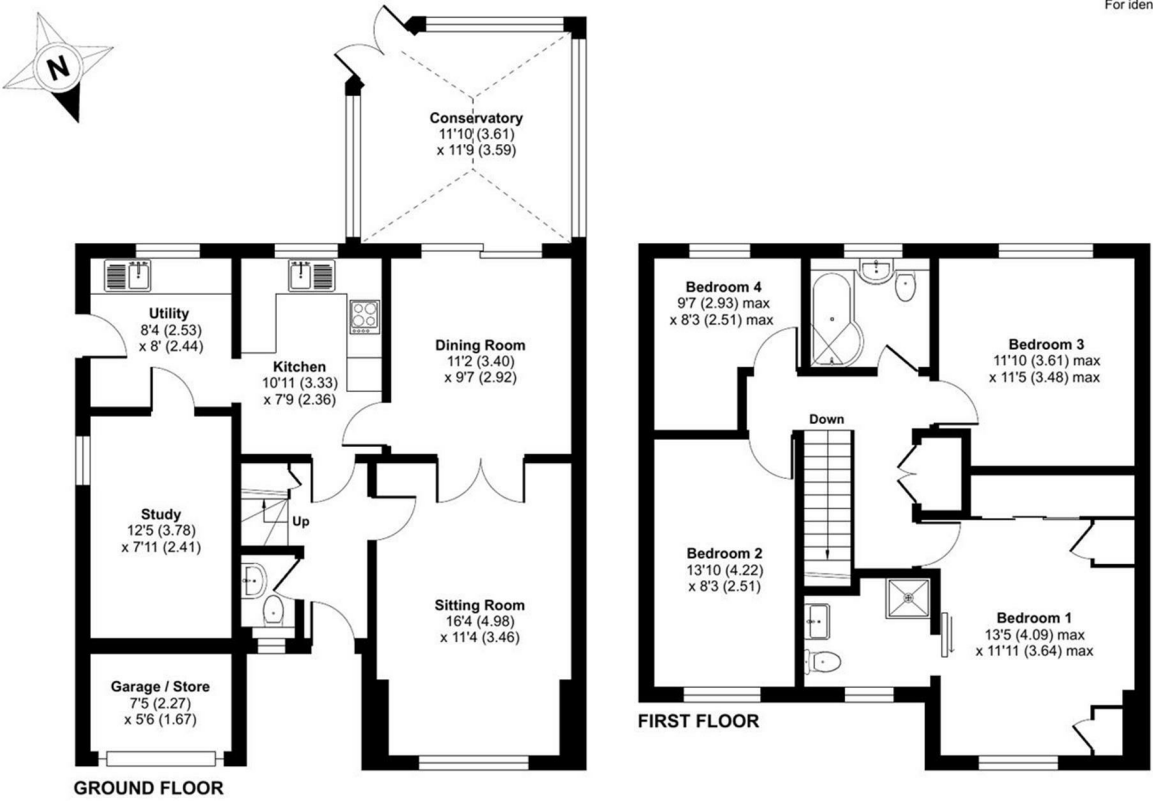 For iden
N
Conservatory
11'10 (3.61)
x 11'9 (3.59)
Utility
8'4 (2.53)
x 8' (2.44)
Kitchen
10'11 (3.33)
x 7'9 (2.36)
Dining Room
11'2 (3.40)
x 9'7 (2.92)
Study
12'5 (3.78)
x 7'11 (2.41)
Up
Sitting Room
16'4 (4.98)
x 11'4 (3.46)
Garage / Store
7'5 (2.27)
x 5'6 (1.67)
GROUND FLOOR
Bedroom 4
9'7 (2.93) max
x 8'3 (2.51) max
Bedroom 3
11'10 (3.61) max
x 11'5 (3.48) max
Down
Bedroom 2
13'10 (4.22)
x 8'3 (2.51)
Bedroom 1
13'5 (4.09) max
x 11'11 (3.64) max
FIRST FLOOR